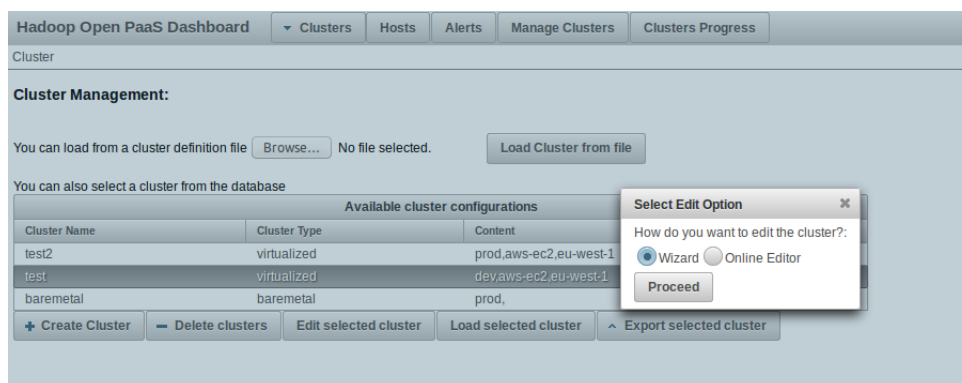 Hadoop Open PaaS Dashboard Clusters Hosts Alerts Manage Clusters Clusters Progress
Cluster
Cluster Management:
You can load from a cluster definition file Browse... No file selected. Load Cluster from file
You can also select a cluster from the database
Available cluster configurations
Cluster Name Cluster Type Content
test2 virtualized prod,aws-ec2,eu-west-1
test virtualized dev,aws-ec2,eu-west-1
baremetal baremetal prod,
Create Cluster Delete clusters Edit selected cluster Load selected cluster Export selected cluster
Select Edit Option
How do you want to edit the cluster?:
Wizard Online Editor
Proceed